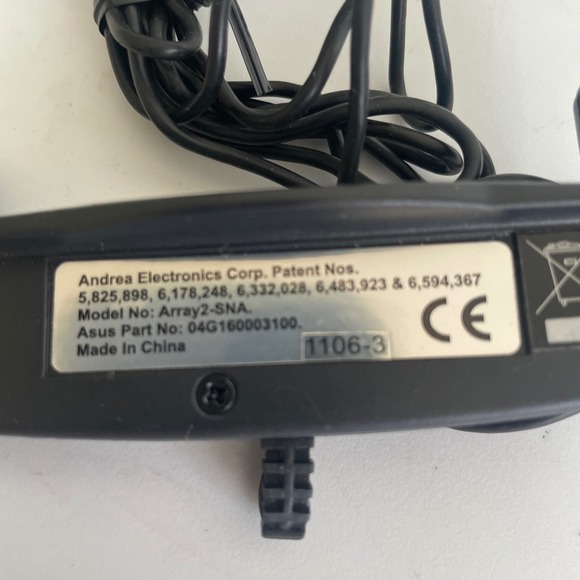 Andrea Electronics Corp. Patent Nos.
5,825,898, 6,178,248, 6,332,028, 6,483,923 & 6,594,367
Model No: Array2-SNA.
Asus Part No: 04G160003100.
Made In China
1106-3
CE